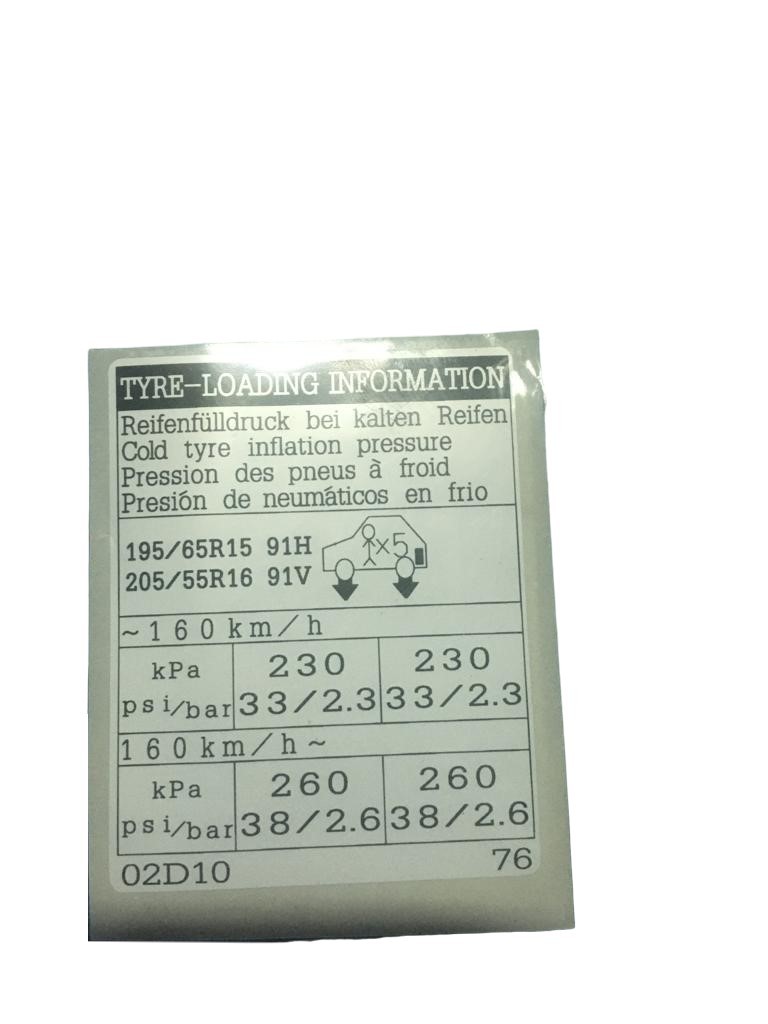 TYRE-LOADING INFORMATION
Reifenfülldruck bei kalten Reifen
Cold tyre inflation pressure
Pression des pneus à froid
Presión de neumáticos en frio
195/65R15 91H
205/55R16 91V
x5
~160km/h
kPa 230 230
psi/bar 33/2.3 33/2.3
160km/h~
kPa 260 260
psi/bar 38/2.6 38/2.6
02D10 76